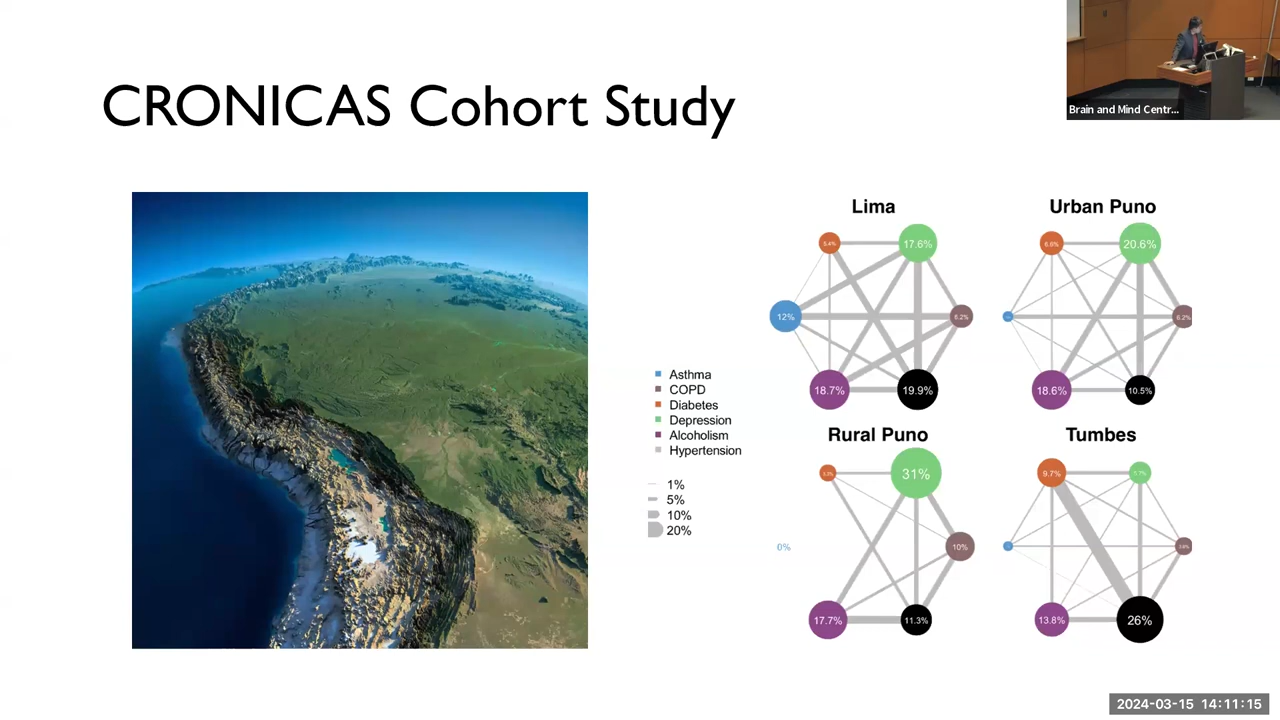 CRONICAS Cohort Study
Brain and Mind Centr...
Lima
5.4%
17.6%
12%
8.2%
18.7%
19.9%
Urban Puno
20.6%
6.2%
18.6%
10.5%
Asthma
COPD
Diabetes
Depression
Alcoholism
Hypertension
1%
5%
10%
20%
Rural Puno
31%
0%
10%
17.7%
11.3%
Tumbes
9.7%
13.8%
26%
2024-03-15 14:11:15